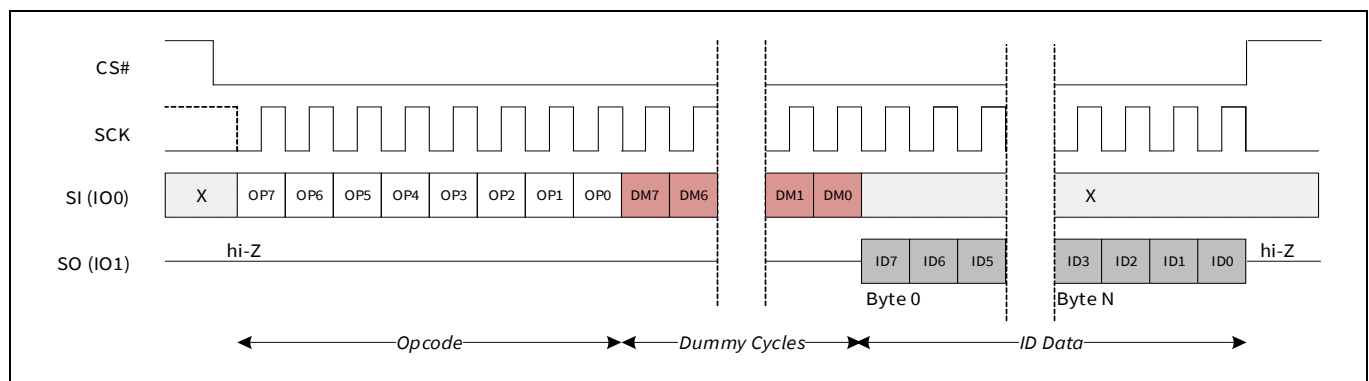 CS#
SCK
SI (IO0) X OP7 OP6 OP5 OP4 OP3 OP2 OP1 OP0 DM7 DM6 DM1 DM0 X
hi-Z hi-Z
SO (IO1) ID7 ID6 ID5 ID3 ID2 ID1 ID0
Byte 0 Byte N
Opcode Dummy Cycles ID Data